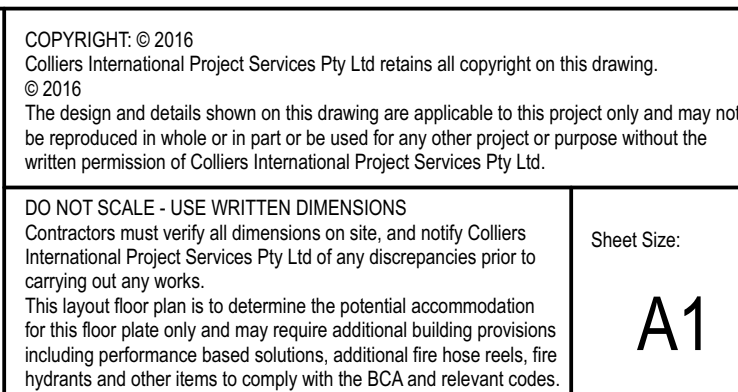 COPYRIGHT: © 2016
Colliers International Project Services Pty Ltd retains all copyright on this drawing.
© 2016
The design and details shown on this drawing are applicable to this project only and may not
be reproduced in whole or in part or be used for any other project or purpose without the
written permission of Colliers International Project Services Pty Ltd.
DO NOT SCALE - USE WRITTEN DIMENSIONS
Contractors must verify all dimensions on site, and notify Colliers
International Project Services Pty Ltd of any discrepancies prior to
carrying out any works.
This layout floor plan is to determine the potential accommodation
for this floor plate only and may require additional building provisions
including performance based solutions, additional fire hose reels, fire
hydrants and other items to comply with the BCA and relevant codes.
Sheet Size:
A1